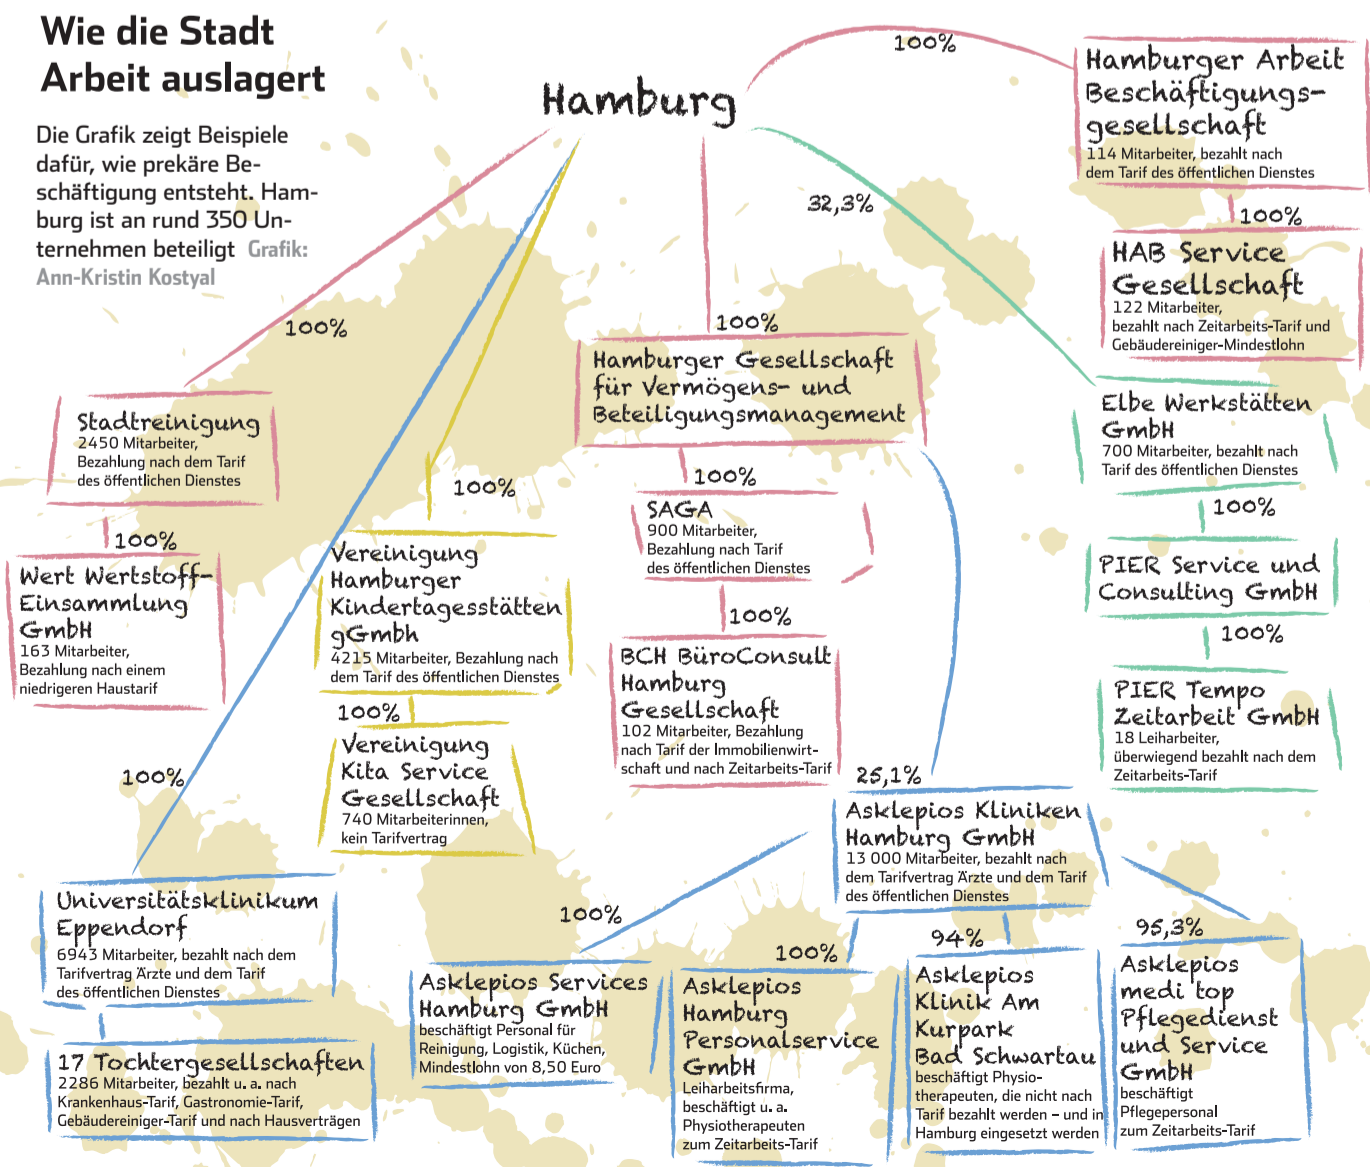 Wie die Stadt
Arbeit auslagert
Die Grafik zeigt Beispiele
dafür, wie prekäre Be-
schäftigung entsteht. Ham-
burg ist an rund 350 Un-
ternehmen beteiligt Grafik:
Ann-Kristin Kostyal
Hamburg
100%
Hamburger Arbeit
Beschäftigungs-
gesellschaft
114 Mitarbeiter, bezahlt nach
dem Tarif des öffentlichen Dienstes
100%
HAB Service
Gesellschaft
122 Mitarbeiter,
bezahlt nach Zeitarbeits-Tarif und
Gebäudereiniger-Mindestlohn
32,3%
Elbe Werkstätten
GmbH
700 Mitarbeiter, bezahlt nach
Tarif des öffentlichen Dienstes
100%
PIER Service und
Consulting GmbH
100%
PIER Tempo
Zeitarbeit GmbH
18 Leiharbeiter,
überwiegend bezahlt nach dem
Zeitarbeits-Tarif
100%
Stadtreinigung
2450 Mitarbeiter,
Bezahlung nach dem Tarif
des öffentlichen Dienstes
100%
Wert Wertstoff-
Einsammlung
GmbH
163 Mitarbeiter,
Bezahlung nach einem
niedrigeren Haustarif
100%
Vereinigung
Hamburger
Kindertagesstätten
gGmbh
4215 Mitarbeiter, Bezahlung nach
dem Tarif des öffentlichen Dienstes
100%
Vereinigung
Kita Service
Gesellschaft
740 Mitarbeiterinnen,
kein Tarifvertrag
100%
Hamburger Gesellschaft
für Vermögens- und
Beteiligungsmanagement
100%
SAGA
900 Mitarbeiter,
Bezahlung nach Tarif
des öffentlichen Dienstes
100%
BCH BüroConsult
Hamburg
Gesellschaft
102 Mitarbeiter, Bezahlung
nach Tarif der Immobilienwirt-
schaft und nach Zeitarbeits-Tarif
100%
Universitätsklinikum
Eppendorf
6943 Mitarbeiter, bezahlt nach dem
Tarifvertrag Ärzte und dem Tarif
des öffentlichen Dienstes
17 Tochtergesellschaften
2286 Mitarbeiter, bezahlt u. a. nach
Krankenhaus-Tarif, Gastronomie-Tarif,
Gebäudereiniger-Tarif und nach Hausverträgen
25,1%
Asklepios Kliniken
Hamburg GmbH
13 000 Mitarbeiter, bezahlt nach
dem Tarifvertrag Ärzte und dem Tarif
des öffentlichen Dienstes
100%
Asklepios Services
Hamburg GmbH
beschäftigt Personal für
Reinigung, Logistik, Küchen,
Mindestlohn von 8,50 Euro
100%
Asklepios
Hamburg
Personalservice
GmbH
Leiharbeitsfirma,
beschäftigt u. a.
Physiotherapeuten
zum Zeitarbeits-Tarif
94%
Asklepios
Klinik Am
Kurpark
Bad Schwartau
beschäftigt Physio-
therapeuten, die nicht nach
Tarif bezahlt werden – und in
Hamburg eingesetzt werden
95,3%
Asklepios
medi top
Pflegedienst
und Service
GmbH
beschäftigt
Pflegepersonal
zum Zeitarbeits-Tarif